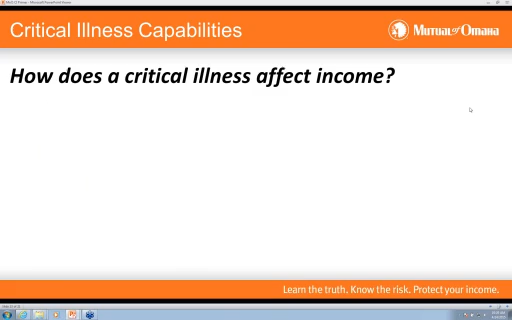 Critical Illness Capabilities
Mutual of Omaha
How does a critical illness affect income?
Learn the truth. Know the risk. Protect your income.